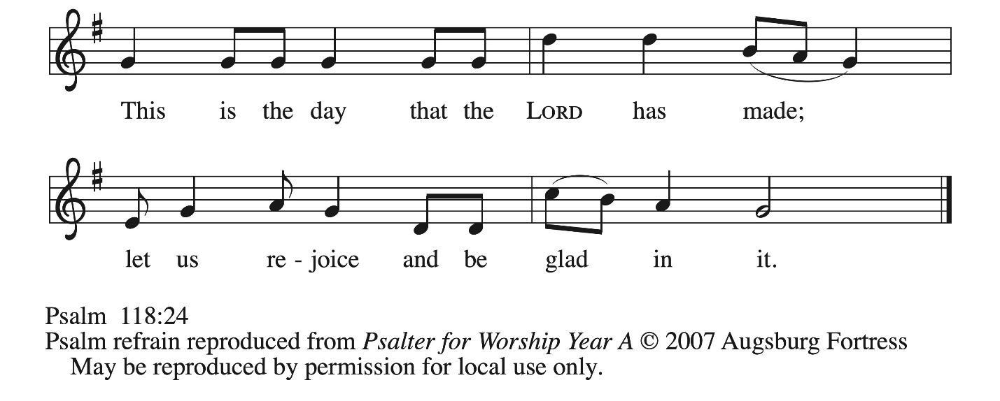 This is the day that the LORD has made;
let us re - joice and be glad in it.
Psalm 118:24
Psalm refrain reproduced from Psalter for Worship Year A © 2007 Augsburg Fortress
May be reproduced by permission for local use only.